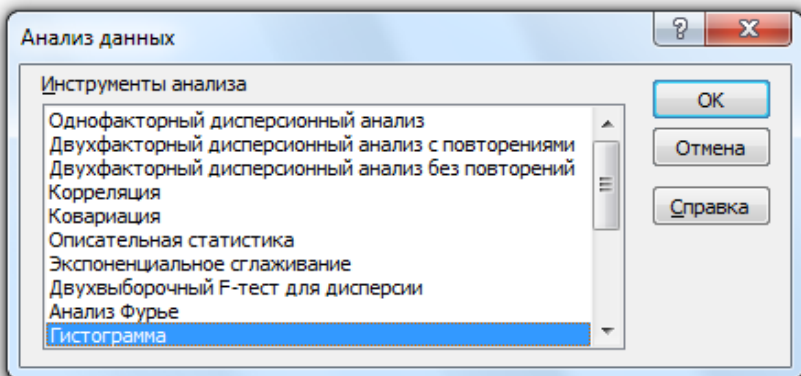 Анализ данных
Инструменты анализа
Однофакторный дисперсионный анализ
Двухфакторный дисперсионный анализ с повторениями
Двухфакторный дисперсионный анализ без повторений
Корреляция
Ковариация
Описательная статистика
Экспоненциальное сглаживание
Двухвыборочный F-тест для дисперсии
Анализ Фурье
Гистограмма
ОК
Отмена
Справка